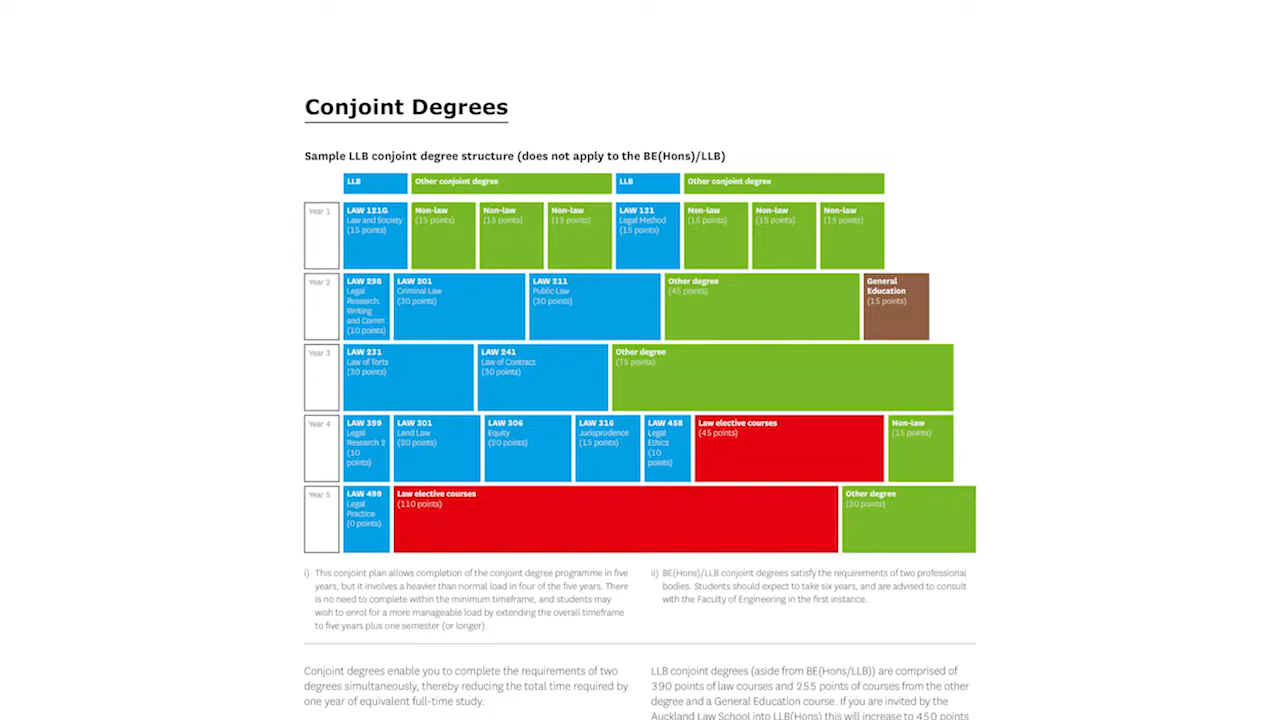 Conjoint Degrees
Sample LLB conjoint degree structure (does not apply to the BE(Hons)/LLB)
LLB
Other conjoint degree
LLB
Other conjoint degree
Year 1
LAW 121G
Law and Society
(15 points)
Non-law
(15 points)
Non-law
(15 points)
Non-law
(15 points)
LAW 131
Legal Method
(15 points)
Non-law
(15 points)
Non-law
(15 points)
Non-law
(15 points)
Year 2
LAW 298
Legal
Research,
Writing
and Comm
(10 points)
LAW 201
Criminal Law
(30 points)
LAW 211
Public Law
(30 points)
Other degree
(45 points)
General
Education
(15 points)
Year 3
LAW 231
Law of Torts
(30 points)
LAW 241
Law of Contract
(30 points)
Other degree
(75 points)
Year 4
LAW 399
Legal
Research 2
(10
points)
LAW 301
Land Law
(20 points)
LAW 306
Equity
(20 points)
LAW 316
Jurisprudence
(15 points)
LAW 458
Legal
Ethics
(10
points)
Law elective courses
(45 points)
Non-law
(15 points)
Year 5
LAW 499
Legal
Practice
(0 points)
Law elective courses
(110 points)
Other degree
(30 points)
i) This conjoint plan allows completion of the conjoint degree programme in five
years, but it involves a heavier than normal load in four of the five years. There
is no need to complete within the minimum timeframe, and students may
wish to enrol for a more manageable load by extending the overall timeframe
to five years plus one semester (or longer).
ii) BE(Hons)/LLB conjoint degrees satisfy the requirements of two professional
bodies. Students should expect to take six years, and are advised to consult
with the Faculty of Engineering in the first instance.
Conjoint degrees enable you to complete the requirements of two
degrees simultaneously, thereby reducing the total time required by
one year of equivalent full-time study.
LLB conjoint degrees (aside from BE(Hons/LLB)) are comprised of
390 points of law courses and 255 points of courses from the other
degree and a General Education course. If you are invited by the
Auckland Law School into LLB(Hons) this will increase to 450 points